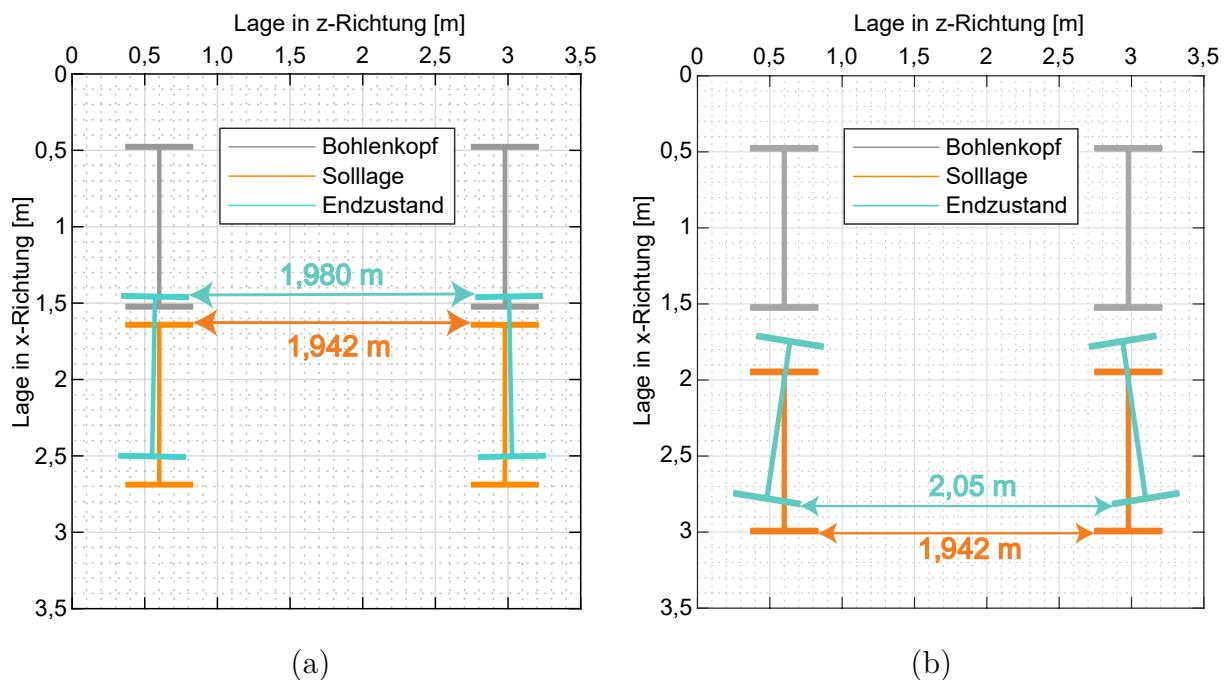 Lage in z-Richtung [m]
0 0,5 1,0 1,5 2 2,5 3 3,5
Lage in x-Richtung [m]
0
0,5
1
1,5
2
2,5
3
3,5
Bohlenkopf
Solllage
Endzustand
1,980 m
1,942 m
(a)
Lage in z-Richtung [m]
0 0,5 1,0 1,5 2 2,5 3 3,5
Lage in x-Richtung [m]
0
0,5
1
1,5
2
2,5
3
3,5
Bohlenkopf
Solllage
Endzustand
2,05 m
1,942 m
(b)